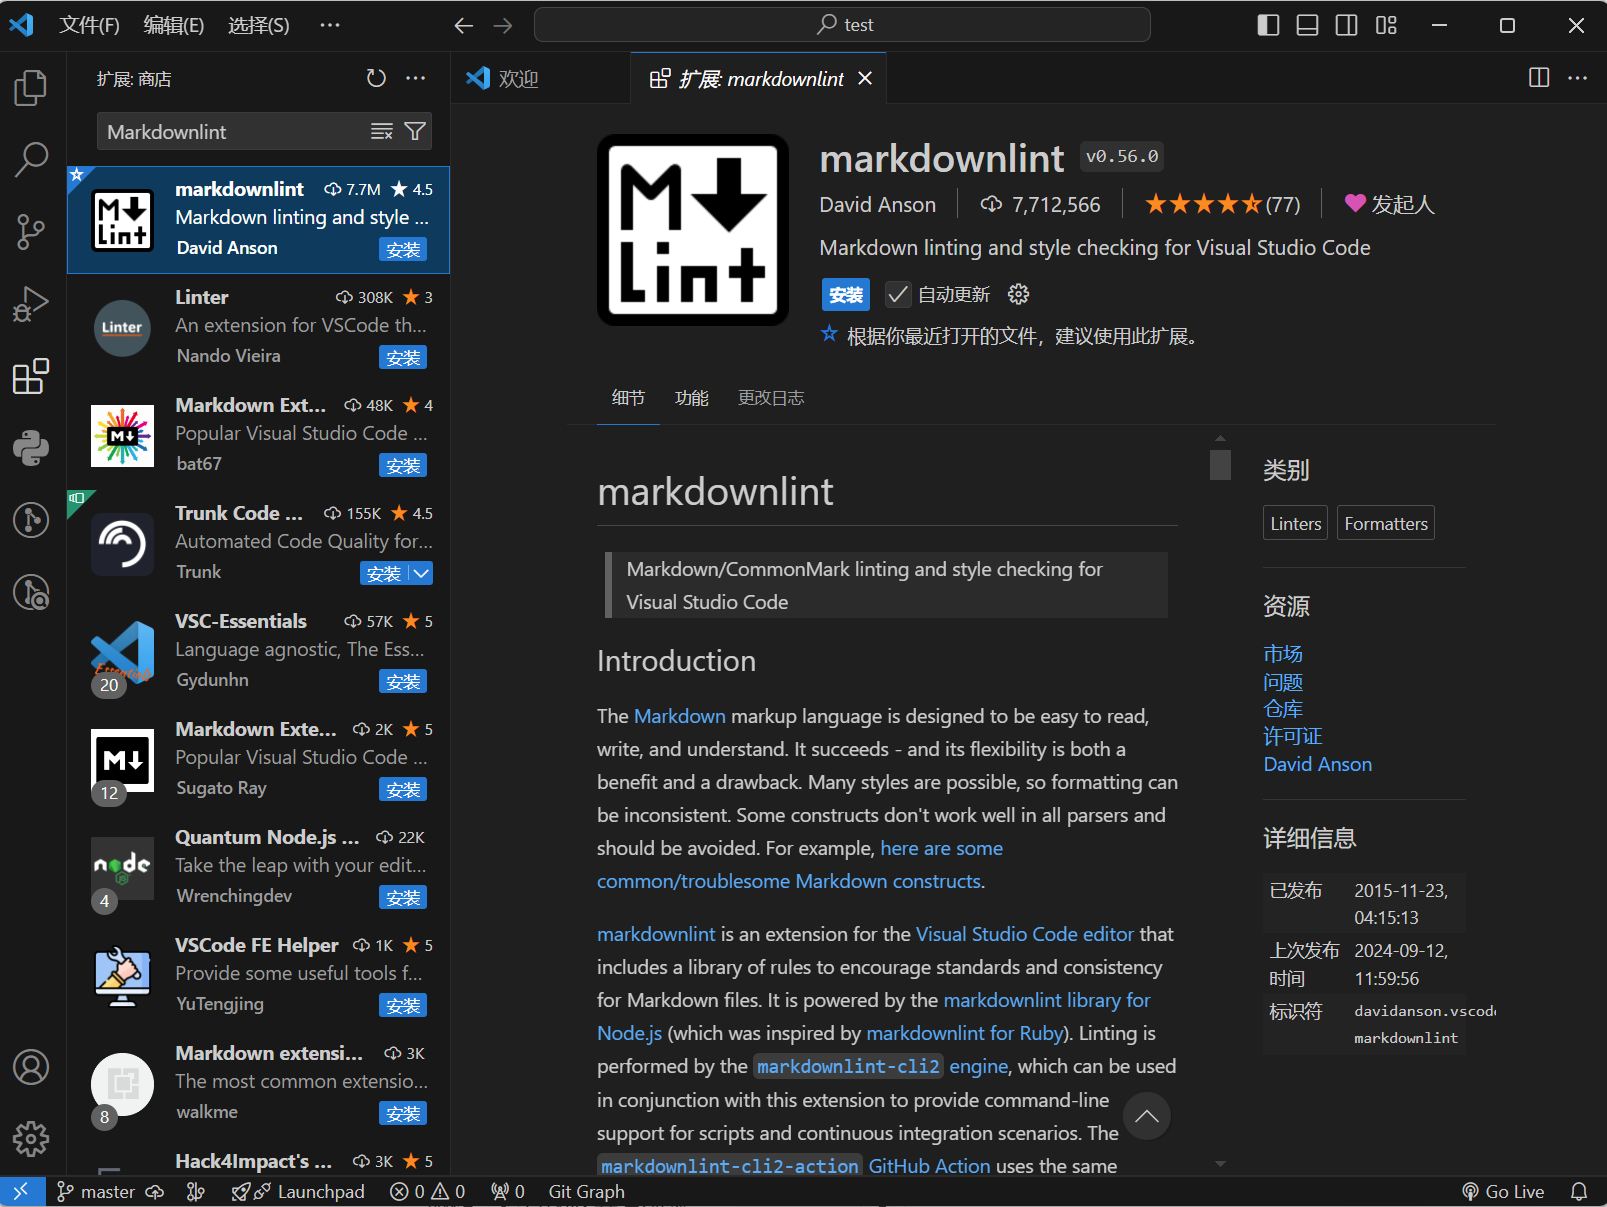 文件(F) 编辑(E) 选择(S) ··· test
扩展: 商店
Markdownlint
markdownlint 7.7M 4.5
Markdown linting and style ...
David Anson 安装
Linter 308K 3
An extension for VSCode th...
Nando Vieira 安装
Markdown Ext... 48K 4
Popular Visual Studio Code ...
bat67 安装
Trunk Code ... 155K 4.5
Automated Code Quality for...
Trunk 安装
VSC-Essentials 57K 5
Language agnostic, The Ess...
Gydunhn 安装
20
Markdown Exte... 2K 5
Popular Visual Studio Code ...
Sugato Ray 安装
12
Quantum Node.js ... 22K
Take the leap with your edit...
Wrenchingdev 安装
4
VSCode FE Helper 1K 5
Provide some useful tools f...
YuTengjing 安装
Markdown extensi... 3K
The most common extensio...
walkme 安装
8
Hack4Impact's ... 3K 5
欢迎 扩展: markdownlint
M Lint
markdownlint v0.56.0
David Anson 7,712,566 (77) 发起人
Markdown linting and style checking for Visual Studio Code
安装 自动更新
根据你最近打开的文件，建议使用此扩展。
细节 功能 更改日志
markdownlint
Markdown/CommonMark linting and style checking for
Visual Studio Code
Introduction
The Markdown markup language is designed to be easy to read,
write, and understand. It succeeds - and its flexibility is both a
benefit and a drawback. Many styles are possible, so formatting can
be inconsistent. Some constructs don't work well in all parsers and
should be avoided. For example, here are some
common/troublesome Markdown constructs.
markdownlint is an extension for the Visual Studio Code editor that
includes a library of rules to encourage standards and consistency
for Markdown files. It is powered by the markdownlint library for
Node.js (which was inspired by markdownlint for Ruby). Linting is
performed by the markdownlint-cli2 engine, which can be used
in conjunction with this extension to provide command-line
support for scripts and continuous integration scenarios. The
markdownlint-cli2-action GitHub Action uses the same
类别
Linters Formatters
资源
市场
问题
仓库
许可证
David Anson
详细信息
已发布 2015-11-23,
04:15:13
上次发布 2024-09-12,
时间 11:59:56
标识符 davidanson.vscode
markdownlint
master Launchpad 0 0 0 Git Graph Go Live